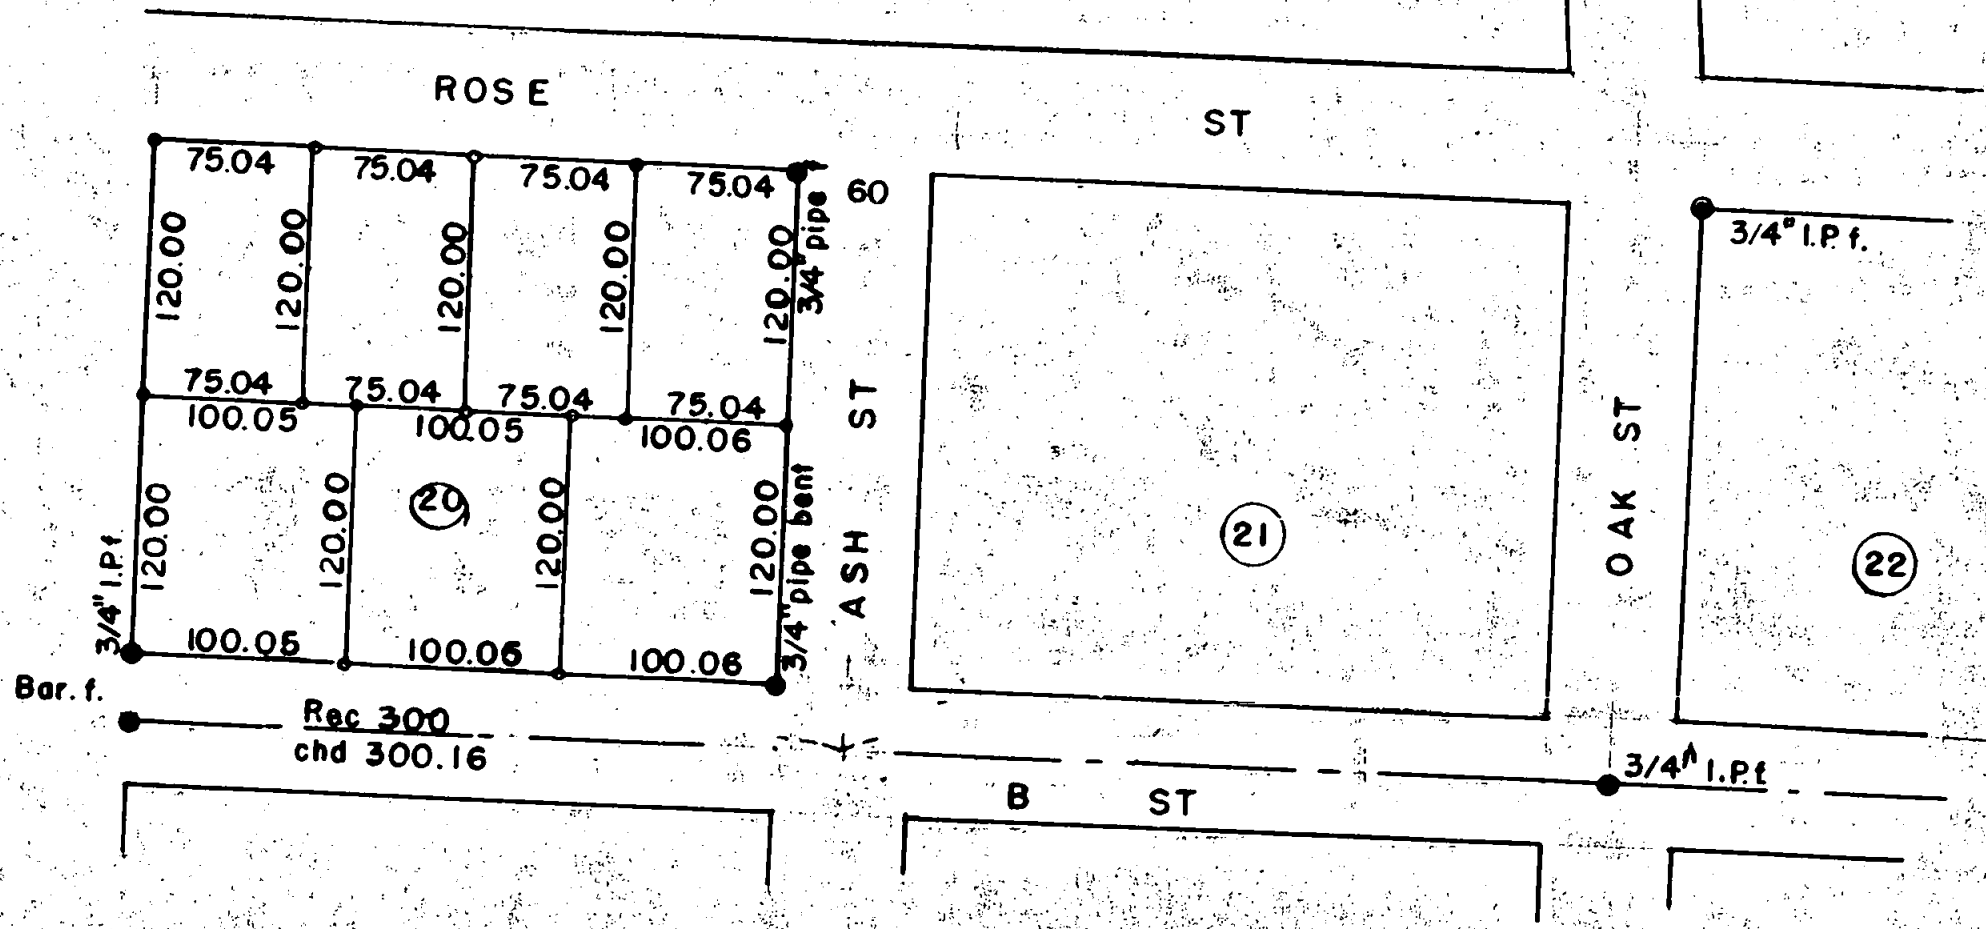 ROSE ST
75.04 75.04 75.04 75.04
60
3/4" I.P. f.
120.00 120.00 120.00 120.00 120.00
3/4" pipe f
75.04 75.04 75.04 75.04
100.05 100.05 100.06
ASH ST
OAK ST
120.00 120.00 120.00 120.00
20 21 22
3/4" I.P.f
3/4" pipe bent
100.05 100.06 100.06
Bar. f.
Rec 300
chd 300.16
3/4" I.P.f
B ST